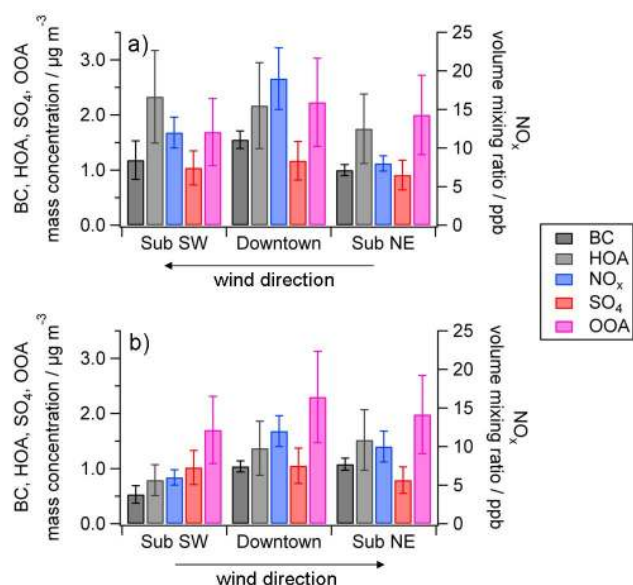 a)
BC, HOA, SO₄, OOA
mass concentration / µg m⁻³
3.0
2.0
1.0
0.0
25
20
15
10
5
0
NOₓ
volume mixing ratio / ppb
Sub SW Downtown Sub NE
wind direction
BC
HOA
NOₓ
SO₄
OOA
b)
BC, HOA, SO₄, OOA
mass concentration / µg m⁻³
3.0
2.0
1.0
0.0
25
20
15
10
5
0
NOₓ
volume mixing ratio / ppb
Sub SW Downtown Sub NE
wind direction